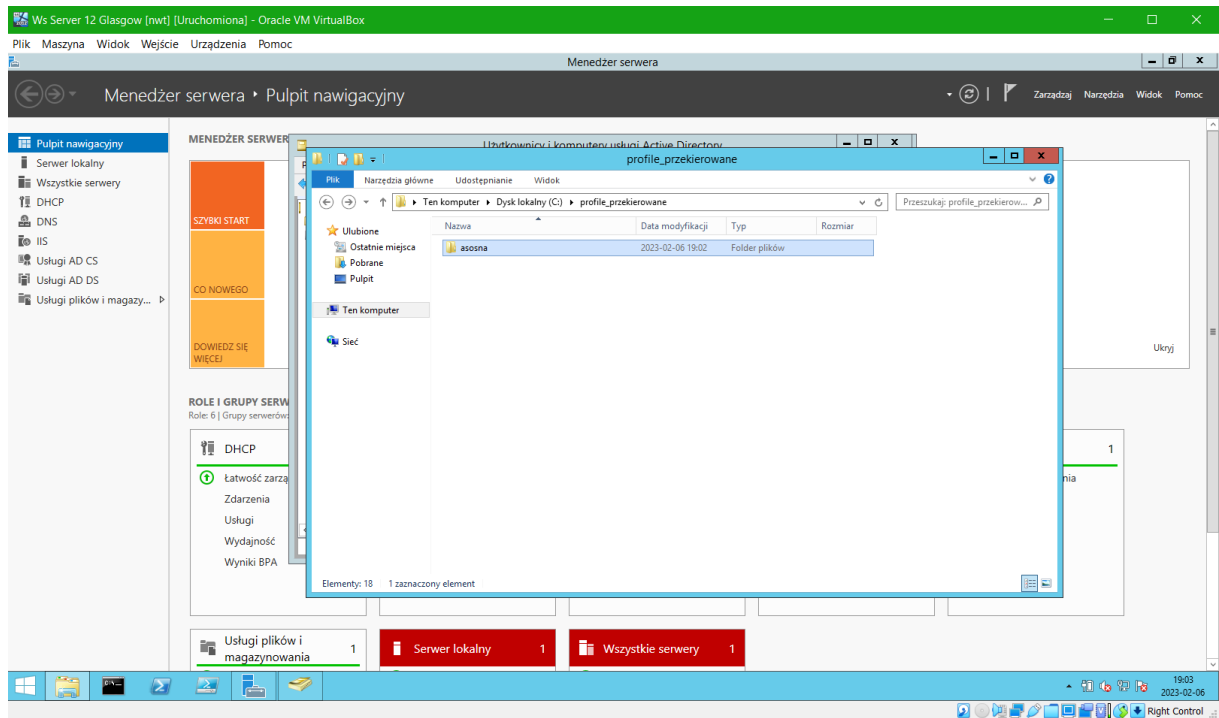 Ws Server 12 Glasgow [nwt] [Uruchomiona] - Oracle VM VirtualBox
Plik Maszyna Widok Wejście Urządzenia Pomoc
Menedżer serwera
Menedżer serwera • Pulpit nawigacyjny
Zarządzaj Narzędzia Widok Pomoc
Pulpit nawigacyjny
Serwer lokalny
Wszystkie serwery
DHCP
DNS
IIS
Usługi AD CS
Usługi AD DS
Usługi plików i magazy...
MENEDŻER SERWER
SZYBKI START
CO NOWEGO
DOWIEDZ SIĘ
WIĘCEJ
Ukryj
Użytkownicy i komputery usługi Active Directory
profile_przekierowane
Plik Narzędzia główne Udostępnianie Widok
Ten komputer Dysk lokalny (C:) profile_przekierowane
Przeszukaj: profile_przekierow...
Ulubione
Ostatnie miejsca
Pobrane
Pulpit
Ten komputer
Sieć
Nazwa Data modyfikacji Typ Rozmiar
asosna 2023-02-06 19:02 Folder plików
Elementy: 18 1 zaznaczony element
ROLE I GRUPY SERW
Role: 6 | Grupy serwerów:
DHCP
Łatwość zarzą
Zdarzenia
Usługi
Wydajność
Wyniki BPA
1
nia
Usługi plików i
magazynowania
1
Serwer lokalny 1
Wszystkie serwery 1
19:03
2023-02-06
Right Control